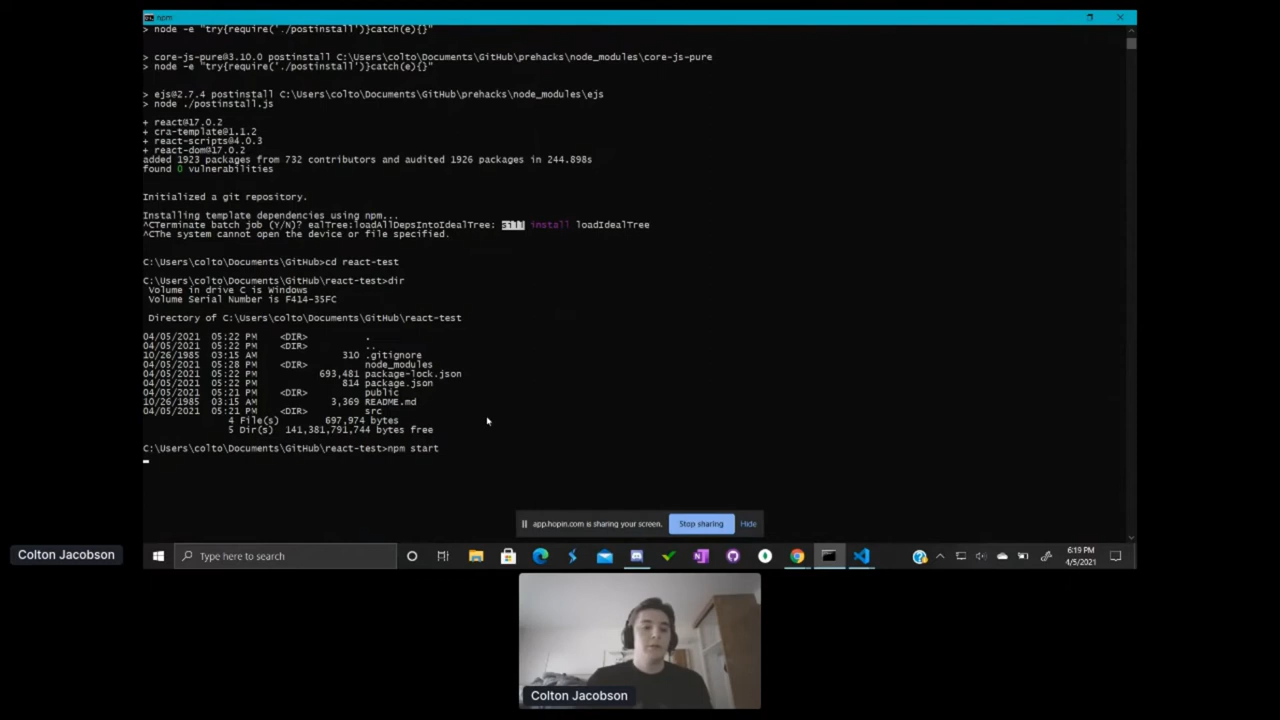 npm
> node -e "try{require('./postinstall')}catch(e){}"
> core-js-pure@3.10.0 postinstall C:\Users\colto\Documents\GitHub\prehacks\node_modules\core-js-pure
> node -e "try{require('./postinstall')}catch(e){}"
> ejs@2.7.4 postinstall C:\Users\colto\Documents\GitHub\prehacks\node_modules\ejs
> node ./postinstall.js
+ react@17.0.2
+ cra-template@1.1.2
+ react-scripts@4.0.3
+ react-dom@17.0.2
added 1923 packages from 732 contributors and audited 1926 packages in 244.898s
found 0 vulnerabilities
Initialized a git repository.
Installing template dependencies using npm...
^CTerminate batch job (Y/N)? ealTree:loadAllDepsIntoIdealTree: sill install loadIdealTree
^CThe system cannot open the device or file specified.
C:\Users\colto\Documents\GitHub>cd react-test
C:\Users\colto\Documents\GitHub\react-test>dir
Volume in drive C is Windows
Volume Serial Number is F414-35FC
Directory of C:\Users\colto\Documents\GitHub\react-test
04/05/2021 05:22 PM <DIR> .
04/05/2021 05:22 PM <DIR> ..
10/26/1985 03:15 AM 310 .gitignore
04/05/2021 05:28 PM <DIR> node_modules
04/05/2021 05:22 PM 693,481 package-lock.json
04/05/2021 05:22 PM 814 package.json
04/05/2021 05:21 PM <DIR> public
10/26/1985 03:15 AM 3,369 README.md
04/05/2021 05:21 PM <DIR> src
4 File(s) 697,974 bytes
5 Dir(s) 141,381,791,744 bytes free
C:\Users\colto\Documents\GitHub\react-test>npm start
app.hopin.com is sharing your screen. Stop sharing Hide
Colton Jacobson
Type here to search
6:19 PM
4/5/2021
Colton Jacobson